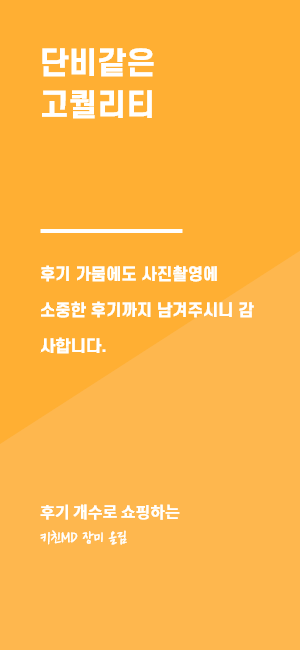 단비같은
고퀄리티
후기 가뭄에도 사진촬영에
소중한 후기까지 남겨주시니 감
사합니다.
후기 개수로 쇼핑하는
키친MD 장미 올림